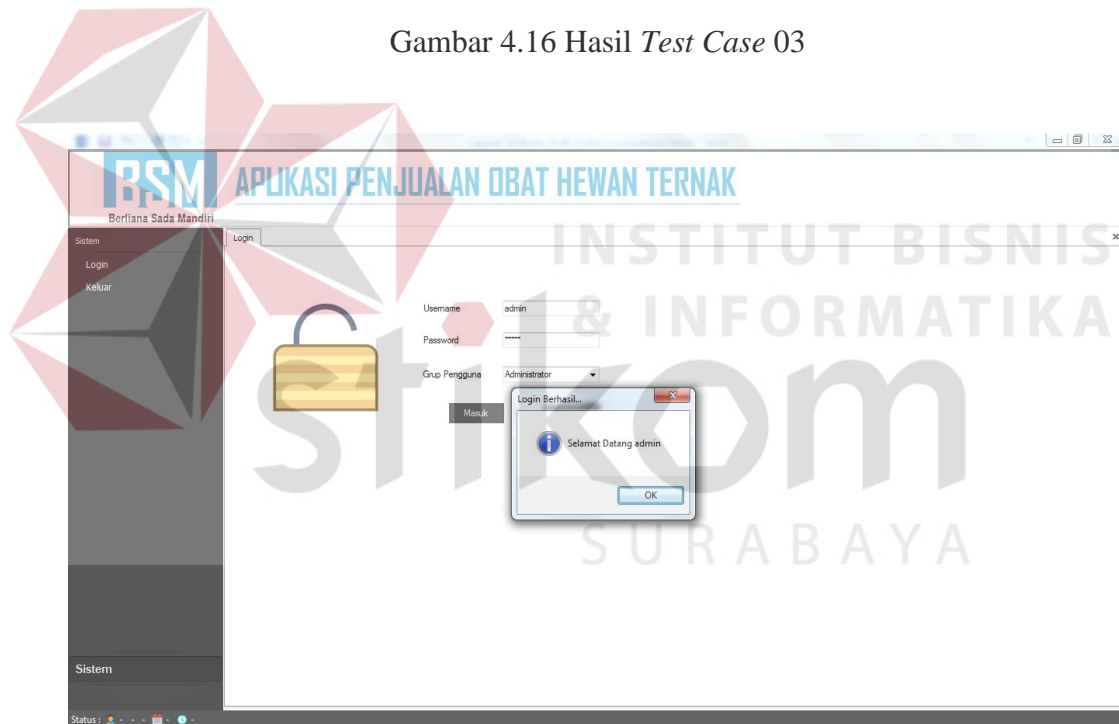 Gambar 4.16 Hasil Test Case 03
BSM
Berliana Sada Mandiri
APLIKASI PENJUALAN OBAT HEWAN TERNAK
Sistem
Login
Login
Keluar
INSTITUT BISNIS
& INFORMATIKA
stikom
SURABAYA
Username
admin
Password
*****
Grup Pengguna
Administrator
Masuk
Login Berhasil...
Selamat Datang admin
OK
Sistem
Status : - - - - -